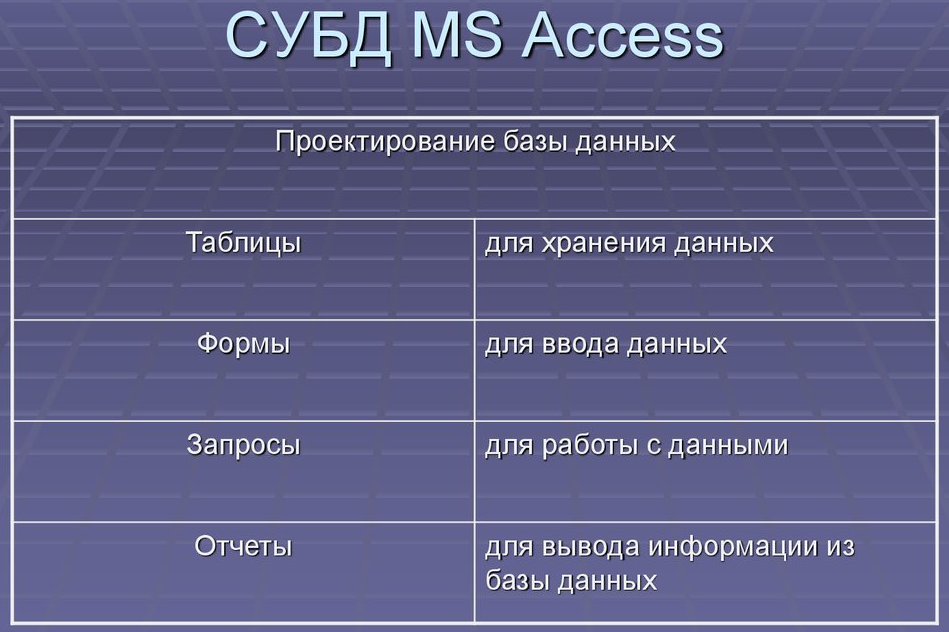 СУБД MS Access
Проектирование базы данных
Таблицы
для хранения данных
Формы
для ввода данных
Запросы
для работы с данными
Отчеты
для вывода информации из
базы данных